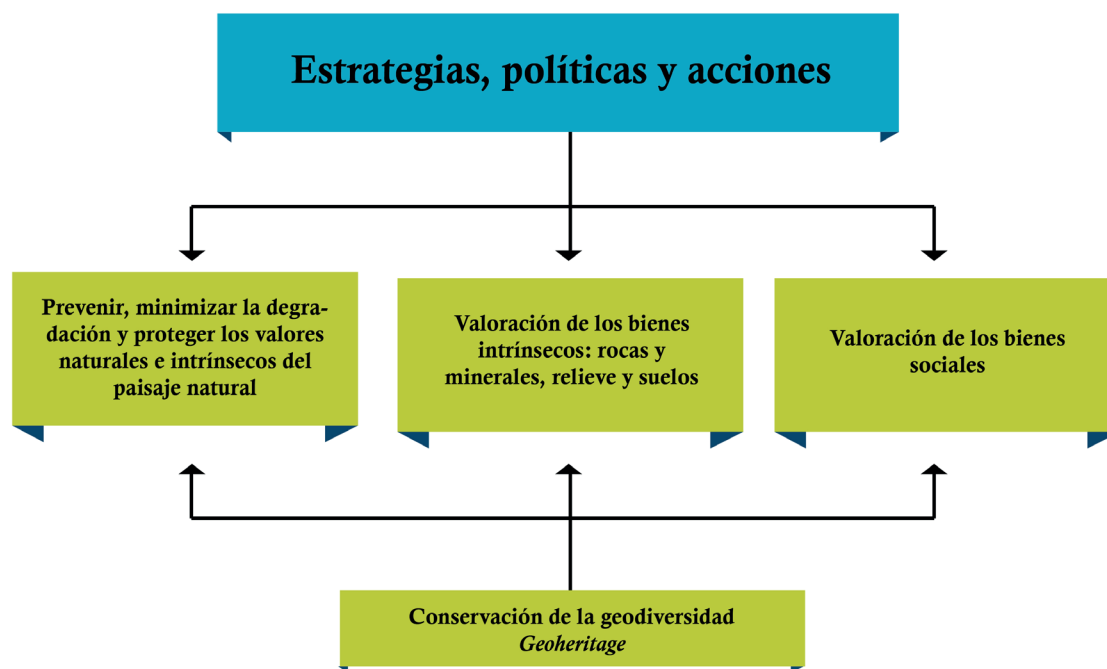 Estrategias, políticas y acciones
Prevenir, minimizar la degra-
dación y proteger los valores
naturales e intrínsecos del
paisaje natural
Valoración de los bienes
intrínsecos: rocas y
minerales, relieve y suelos
Valoración de los bienes
sociales
Conservación de la geodiversidad
Geoheritage